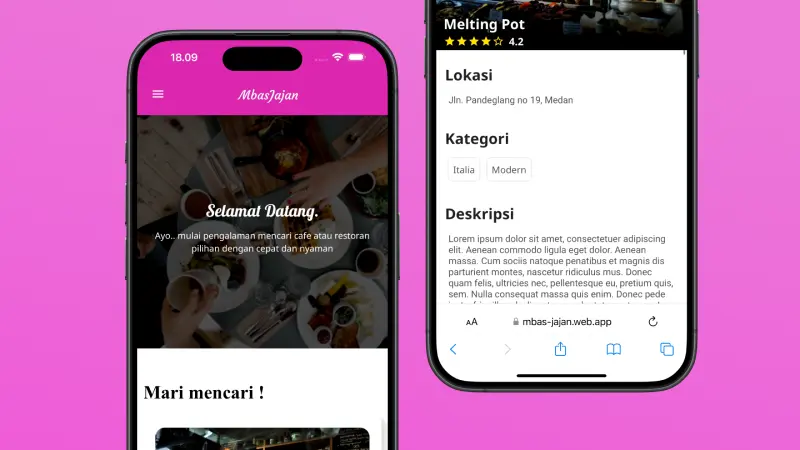 18.09
MbasJajan
Selamat Datang.
Ayo.. mulai pengalaman mencari cafe atau restoran
pilihan dengan cepat dan nyaman
Mari mencari !
Melting Pot
4.2
Lokasi
Jln. Pandeglang no 19, Medan
Kategori
Italia
Modern
Deskripsi
Lorem ipsum dolor sit amet, consectetuer adipiscing
elit. Aenean commodo ligula eget dolor. Aenean
massa. Cum sociis natoque penatibus et magnis dis
parturient montes, nascetur ridiculus mus. Donec
quam felis, ultricies nec, pellentesque eu, pretium quis,
sem. Nulla consequat massa quis enim. Donec pede
AA
mbas-jajan.web.app